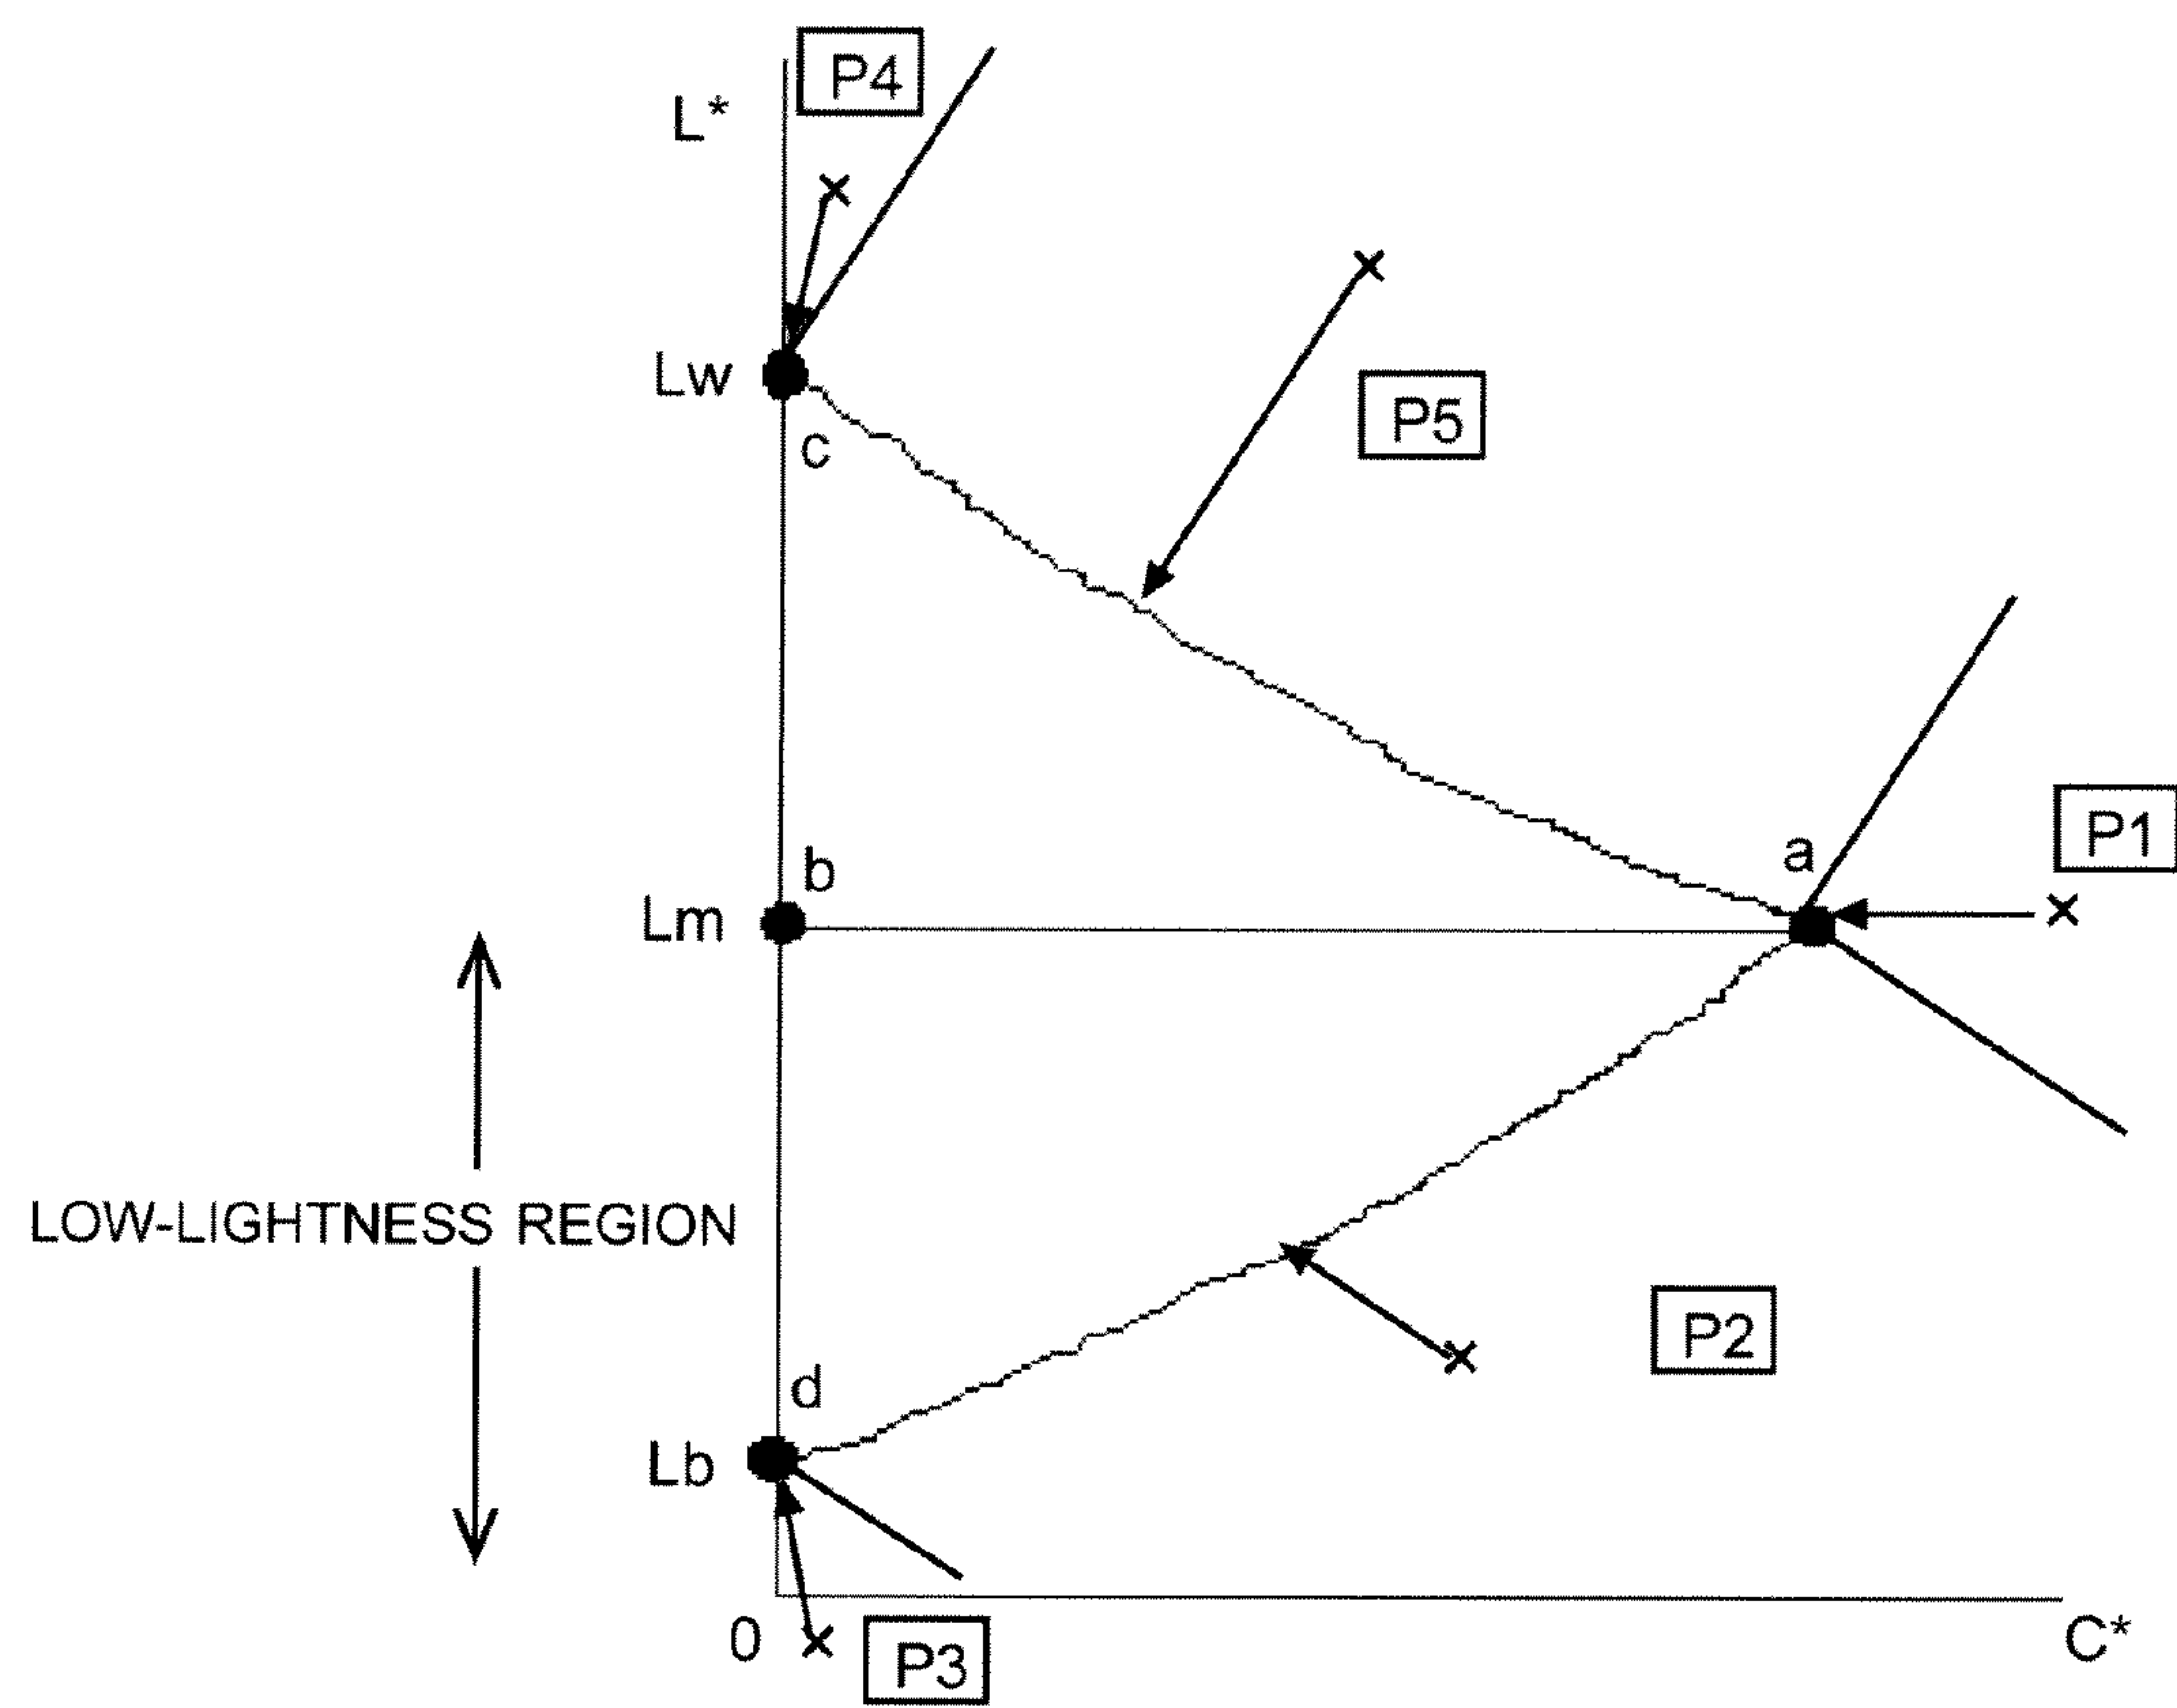 P4
L*
Lw
c
P5
P1
a
b
Lm
LOW-LIGHTNESS REGION
P2
d
Lb
0
P3
C*